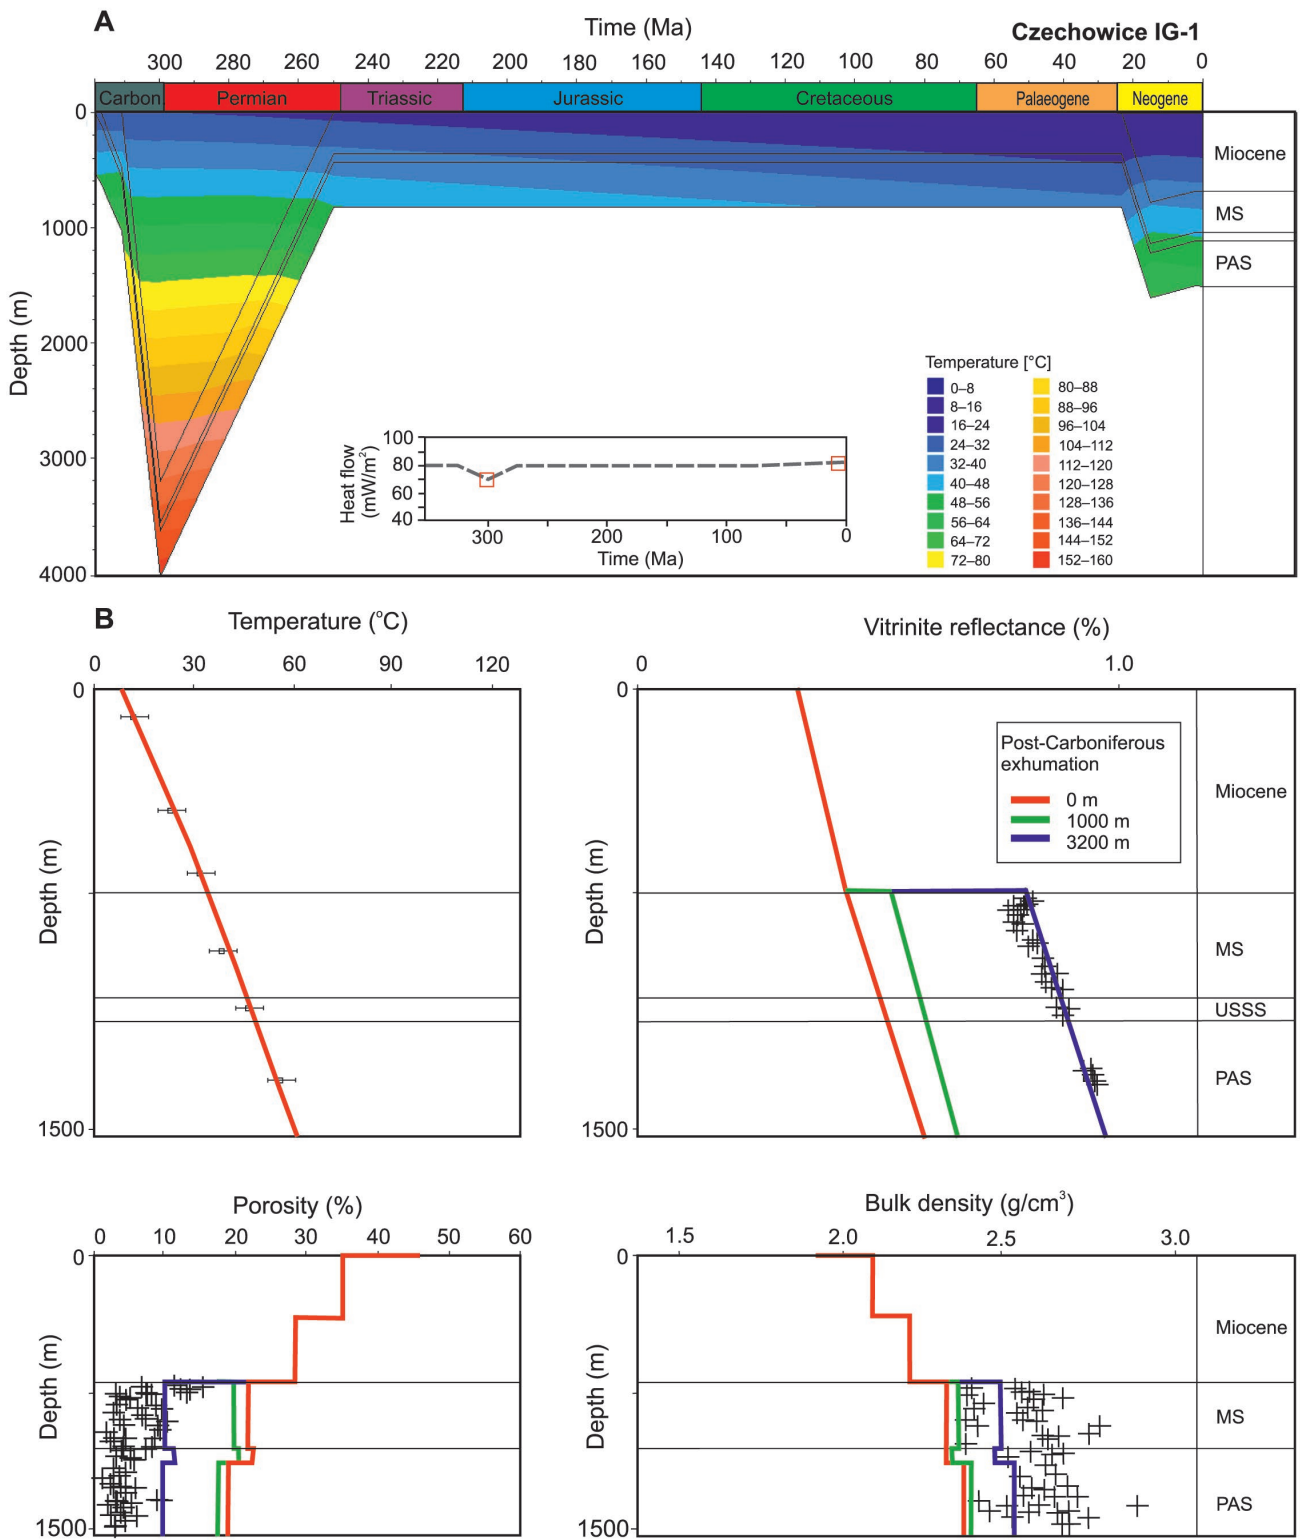 A
Time (Ma)
Czechowice IG-1
300 280 260 240 220 200 180 160 140 120 100 80 60 40 20 0
Carbon. Permian Triassic Jurassic Cretaceous Palaeogene Neogene
0
1000
2000
3000
4000
Depth (m)
Miocene
MS
PAS
Temperature [°C]
0–8
8–16
16–24
24–32
32-40
40–48
48–56
56–64
64–72
72–80
80–88
88–96
96–104
104–112
112–120
120–128
128–136
136–144
144–152
152–160
Heat flow
(mW/m²)
100
80
60
40
300 200 100 0
Time (Ma)
B
Temperature (°C)
0 30 60 90 120
0
1500
Depth (m)
Vitrinite reflectance (%)
0 1.0
0
1500
Depth (m)
Post-Carboniferous
exhumation
0 m
1000 m
3200 m
Miocene
MS
USSS
PAS
Porosity (%)
0 10 20 30 40 50 60
0
1500
Depth (m)
Bulk density (g/cm³)
1.5 2.0 2.5 3.0
0
1500
Depth (m)
Miocene
MS
PAS